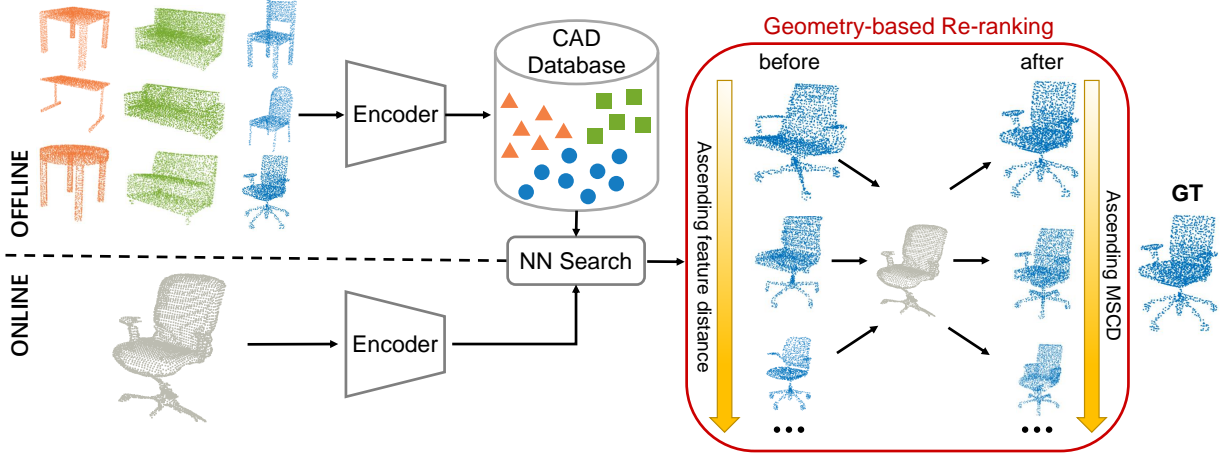 OFFLINE
Encoder
CAD
Database
ONLINE
Encoder
NN Search
Geometry-based Re-ranking
before
after
Ascending feature distance
Ascending MSCD
GT